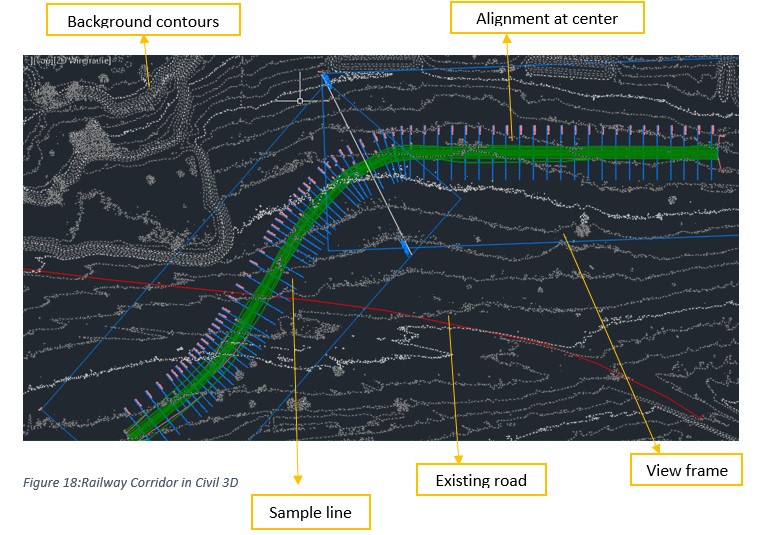 Background contours
Alignment at center
[-][Top][2D Wireframe]
Figure 18:Railway Corridor in Civil 3D
Sample line
Existing road
View frame